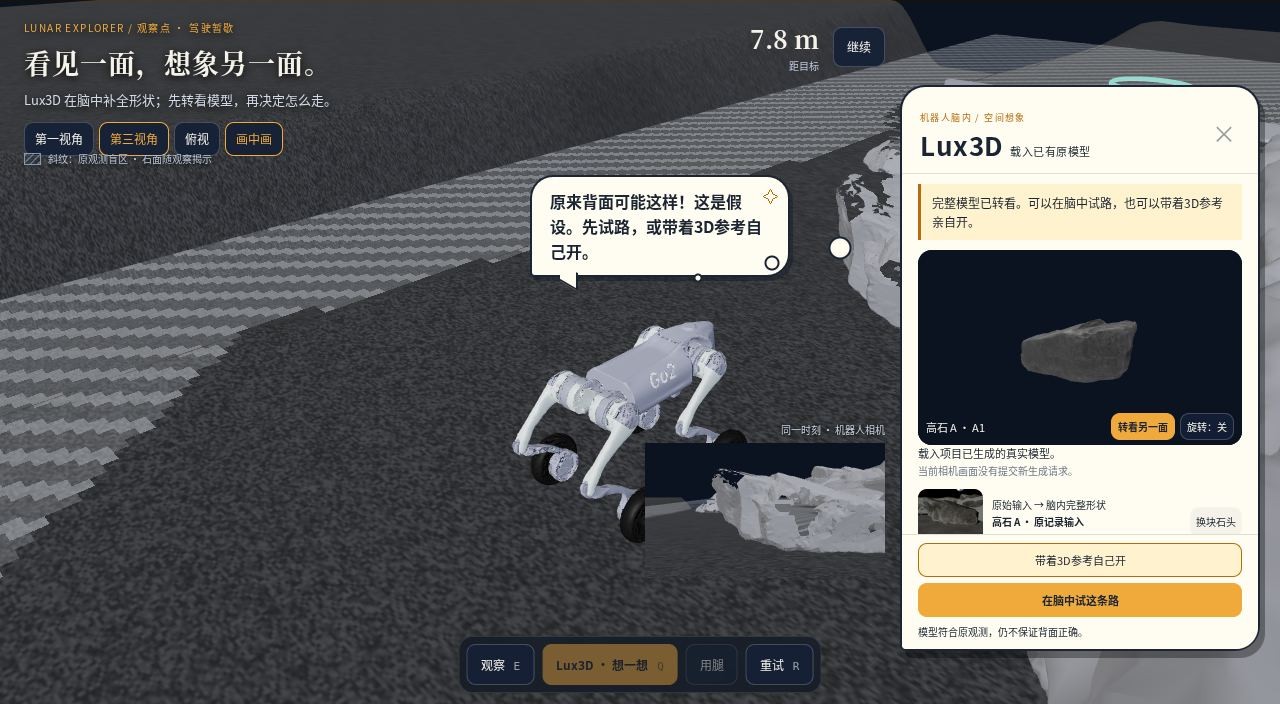 LUNAR EXPLORER / 观察点 · 驾驶暂歇
看见一面，想象另一面。
Lux3D 在脑中补全形状；先转看模型，再决定怎么走。
第一视角 第三视角 俯视 画中画
斜纹：原观测盲区 · 石面随观察揭示
7.8 m
距目标
继续
原来背面可能这样！这是假
设。先试路，或带着3D参考自
己开。
Go2
同一时刻 · 机器人相机
机器人脑内 / 空间想象
Lux3D 载入已有原模型
完整模型已转看。可以在脑中试路，也可以带着3D参考
亲自开。
高石 A · A1
转看另一面 旋转：关
载入项目已生成的真实模型。
当前相机画面没有提交新生成请求。
原始输入 → 脑内完整形状
高石 A · 原记录输入
换块石头
带着3D参考自己开
在脑中试这条路
模型符合原观测，仍不保证背面正确。
观察 E Lux3D · 想一想 Q 用腿 重试 R